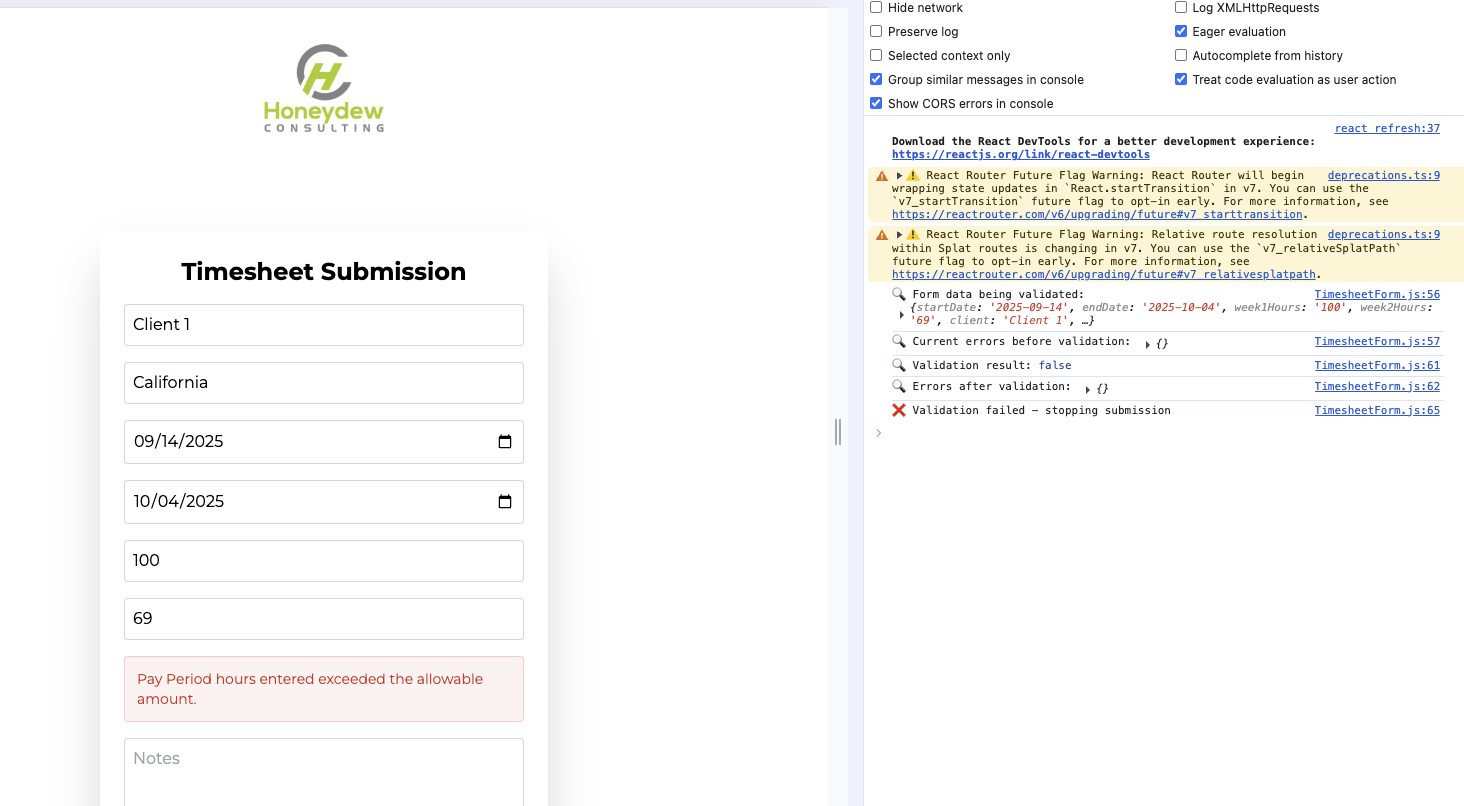 Honeydew
CONSULTING
Timesheet Submission
Client 1
California
09/14/2025
10/04/2025
100
69
Pay Period hours entered exceeded the allowable
amount.
Notes
Hide network
Log XMLHttpRequests
Preserve log
Eager evaluation
Selected context only
Autocomplete from history
Group similar messages in console
Treat code evaluation as user action
Show CORS errors in console
react refresh:37
Download the React DevTools for a better development experience:
https://reactjs.org/link/react-devtools
⚠️ React Router Future Flag Warning: React Router will begin deprecations.ts:9
wrapping state updates in `React.startTransition` in v7. You can use the
`v7_startTransition` future flag to opt-in early. For more information, see
https://reactrouter.com/v6/upgrading/future#v7_starttransition.
⚠️ React Router Future Flag Warning: Relative route resolution deprecations.ts:9
within Splat routes is changing in v7. You can use the `v7_relativeSplatPath`
future flag to opt-in early. For more information, see
https://reactrouter.com/v6/upgrading/future#v7_relativesplatpath.
🔍 Form data being validated: TimesheetForm.js:56
{startDate: '2025-09-14', endDate: '2025-10-04', week1Hours: '100', week2Hours:
'69', client: 'Client 1', …}
🔍 Current errors before validation: ▶ {} TimesheetForm.js:57
🔍 Validation result: false TimesheetForm.js:61
🔍 Errors after validation: ▶ {} TimesheetForm.js:62
❌ Validation failed - stopping submission TimesheetForm.js:65